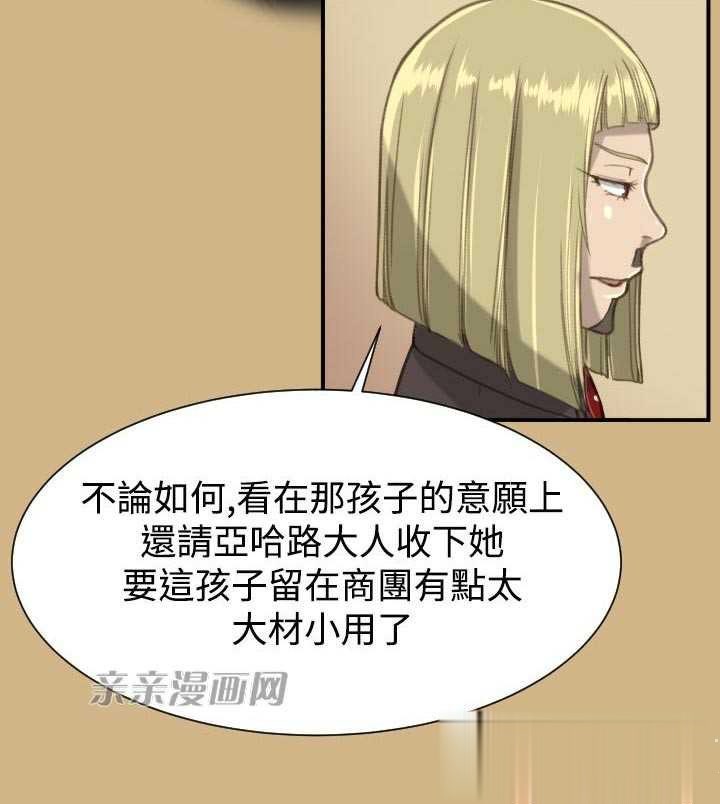 不論如何,看在那孩子的意願上
還請亞哈路大人收下她
要這孩子留在商團有點太
大材小用了
亲亲漫画网